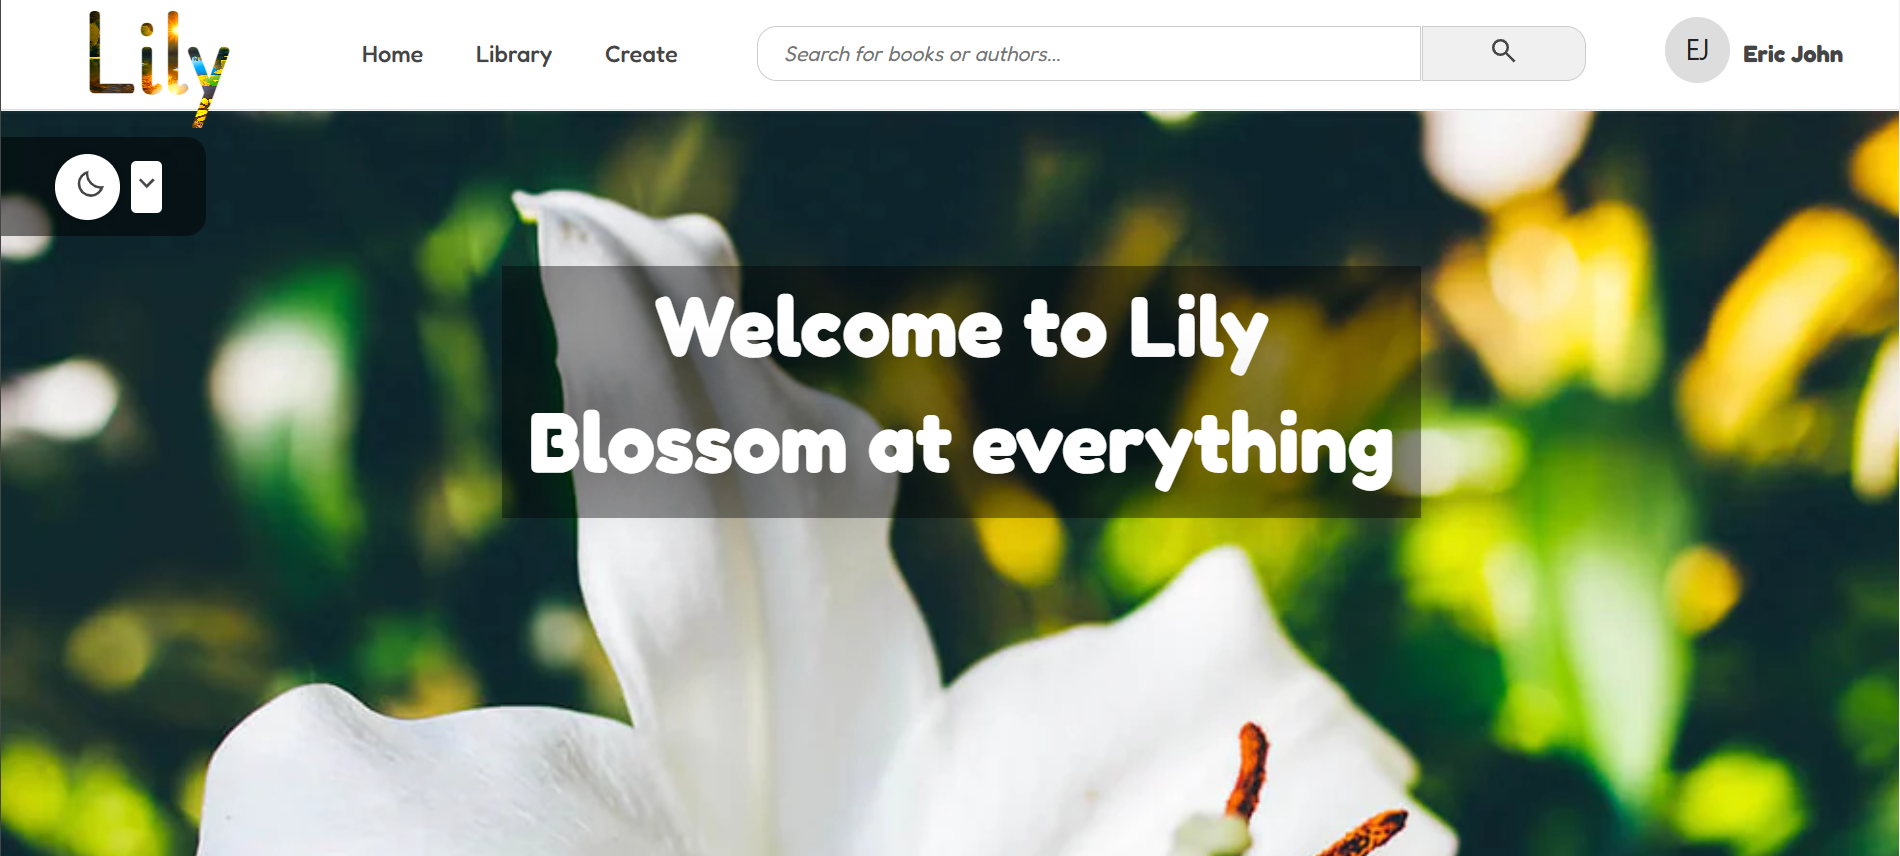 Lily
Home Library Create
Search for books or authors...
EJ Eric John
Welcome to Lily
Blossom at everything